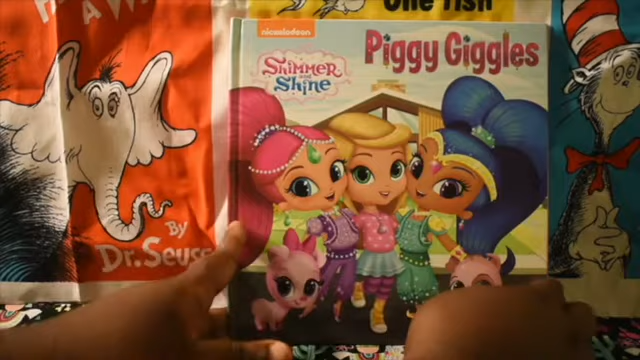 One fish
nickelodeon
Piggy Giggles
Shimmer
and
Shine
By
Dr. Seuss